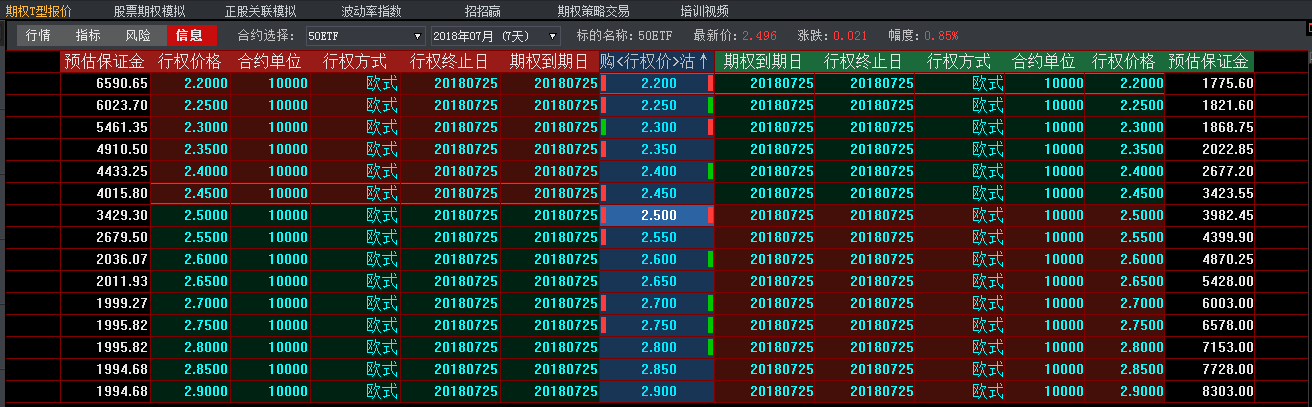 期权T型报价 股票期权模拟 正股关联模拟 波动率指数 招招赢 期权策略交易 培训视频
行情 指标 风险 信息 合约选择: 50ETF 2018年07月 (7天) 标的名称: 50ETF 最新价: 2.496 涨跌: 0.021 幅度: 0.85%
预估保证金 行权价格 合约单位 行权方式 行权终止日 期权到期日 购<行权价>沽↑ 期权到期日 行权终止日 行权方式 合约单位 行权价格 预估保证金
6590.65 2.2000 10000 欧式 20180725 20180725 2.200 20180725 20180725 欧式 10000 2.2000 1775.60
6023.70 2.2500 10000 欧式 20180725 20180725 2.250 20180725 20180725 欧式 10000 2.2500 1821.60
5461.35 2.3000 10000 欧式 20180725 20180725 2.300 20180725 20180725 欧式 10000 2.3000 1868.75
4910.50 2.3500 10000 欧式 20180725 20180725 2.350 20180725 20180725 欧式 10000 2.3500 2022.85
4433.25 2.4000 10000 欧式 20180725 20180725 2.400 20180725 20180725 欧式 10000 2.4000 2677.20
4015.80 2.4500 10000 欧式 20180725 20180725 2.450 20180725 20180725 欧式 10000 2.4500 3423.55
3429.30 2.5000 10000 欧式 20180725 20180725 2.500 20180725 20180725 欧式 10000 2.5000 3982.45
2679.50 2.5500 10000 欧式 20180725 20180725 2.550 20180725 20180725 欧式 10000 2.5500 4399.90
2036.07 2.6000 10000 欧式 20180725 20180725 2.600 20180725 20180725 欧式 10000 2.6000 4870.25
2011.93 2.6500 10000 欧式 20180725 20180725 2.650 20180725 20180725 欧式 10000 2.6500 5428.00
1999.27 2.7000 10000 欧式 20180725 20180725 2.700 20180725 20180725 欧式 10000 2.7000 6003.00
1995.82 2.7500 10000 欧式 20180725 20180725 2.750 20180725 20180725 欧式 10000 2.7500 6578.00
1995.82 2.8000 10000 欧式 20180725 20180725 2.800 20180725 20180725 欧式 10000 2.8000 7153.00
1994.68 2.8500 10000 欧式 20180725 20180725 2.850 20180725 20180725 欧式 10000 2.8500 7728.00
1994.68 2.9000 10000 欧式 20180725 20180725 2.900 20180725 20180725 欧式 10000 2.9000 8303.00